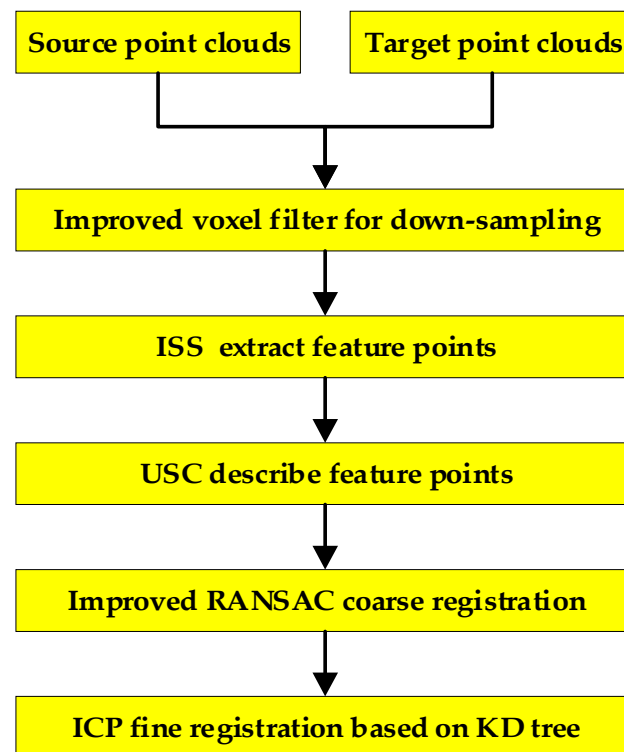 Source point clouds
Target point clouds
Improved voxel filter for down-sampling
ISS extract feature points
USC describe feature points
Improved RANSAC coarse registration
ICP fine registration based on KD tree